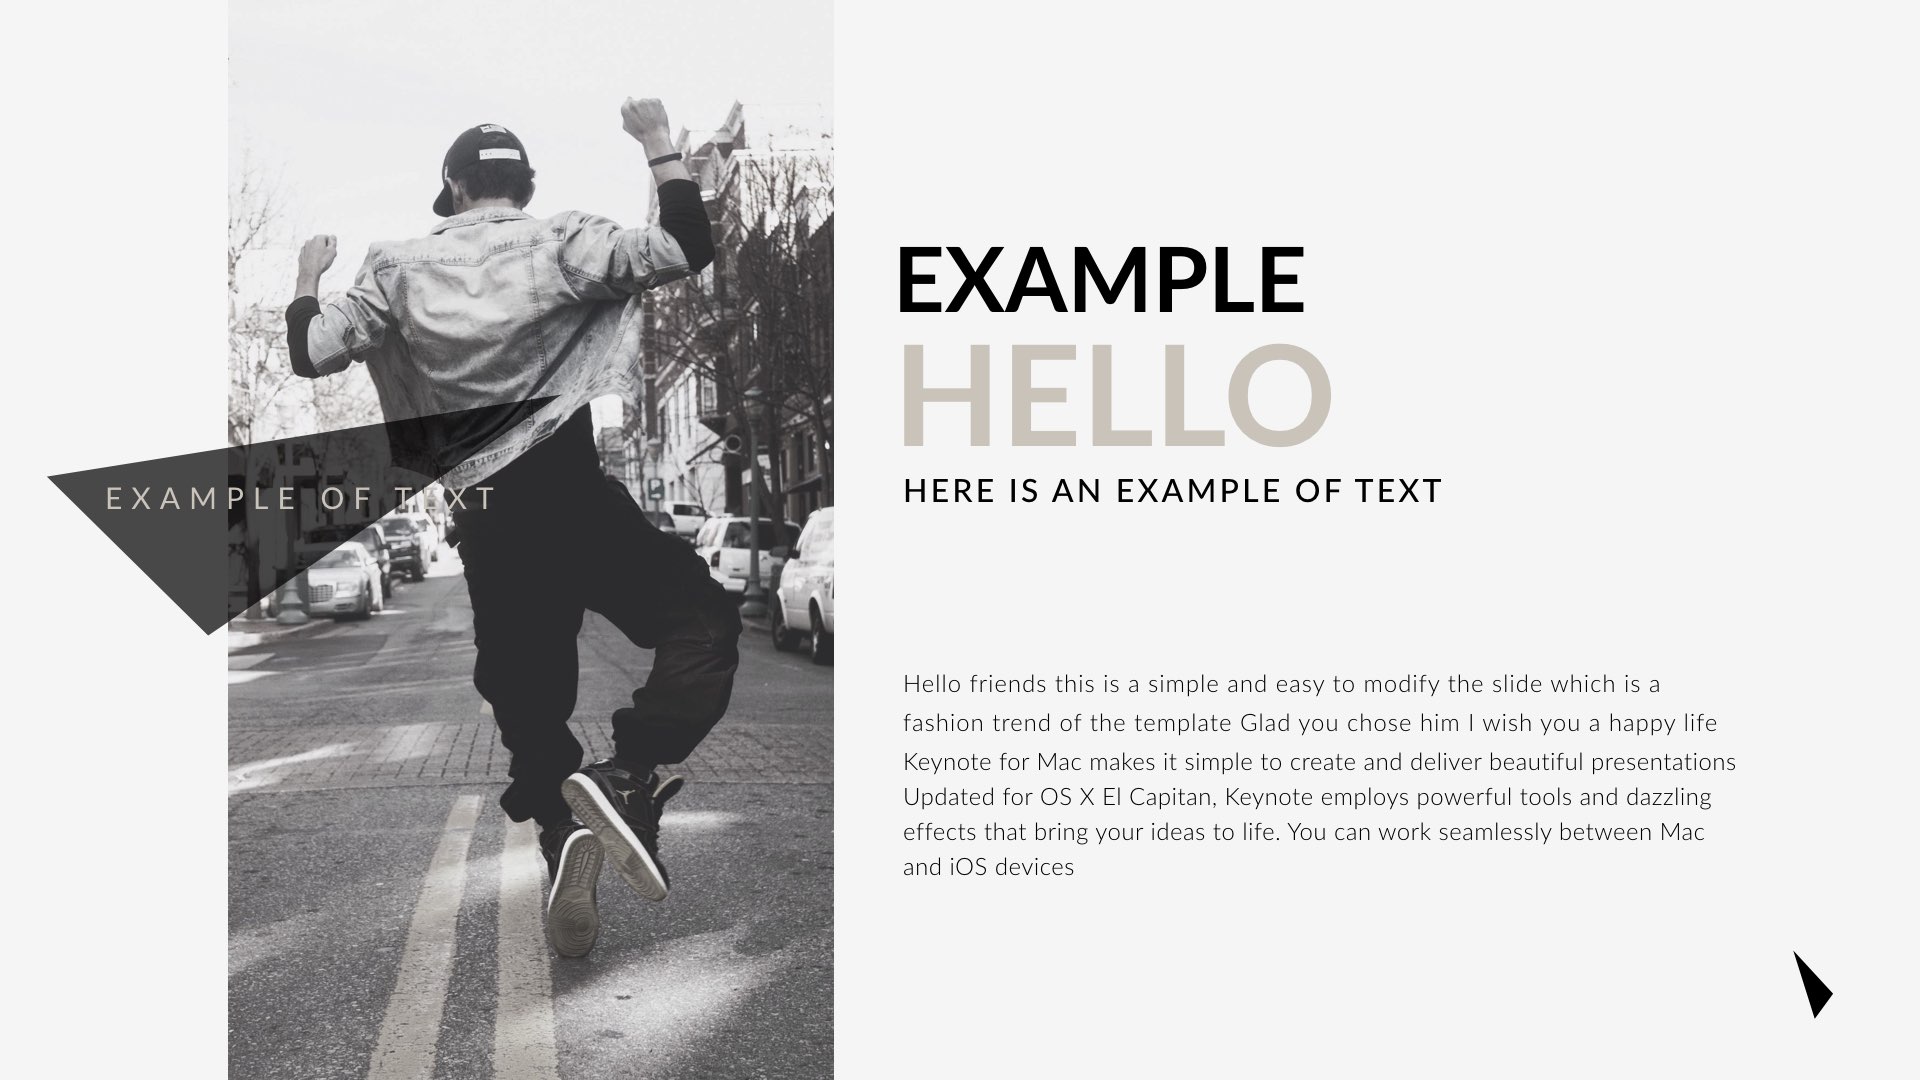 EXAMPLE OF TEXT
EXAMPLE
HELLO
HERE IS AN EXAMPLE OF TEXT
Hello friends this is a simple and easy to modify the slide which is a
fashion trend of the template Glad you chose him I wish you a happy life
Keynote for Mac makes it simple to create and deliver beautiful presentations
Updated for OS X El Capitan, Keynote employs powerful tools and dazzling
effects that bring your ideas to life. You can work seamlessly between Mac
and iOS devices